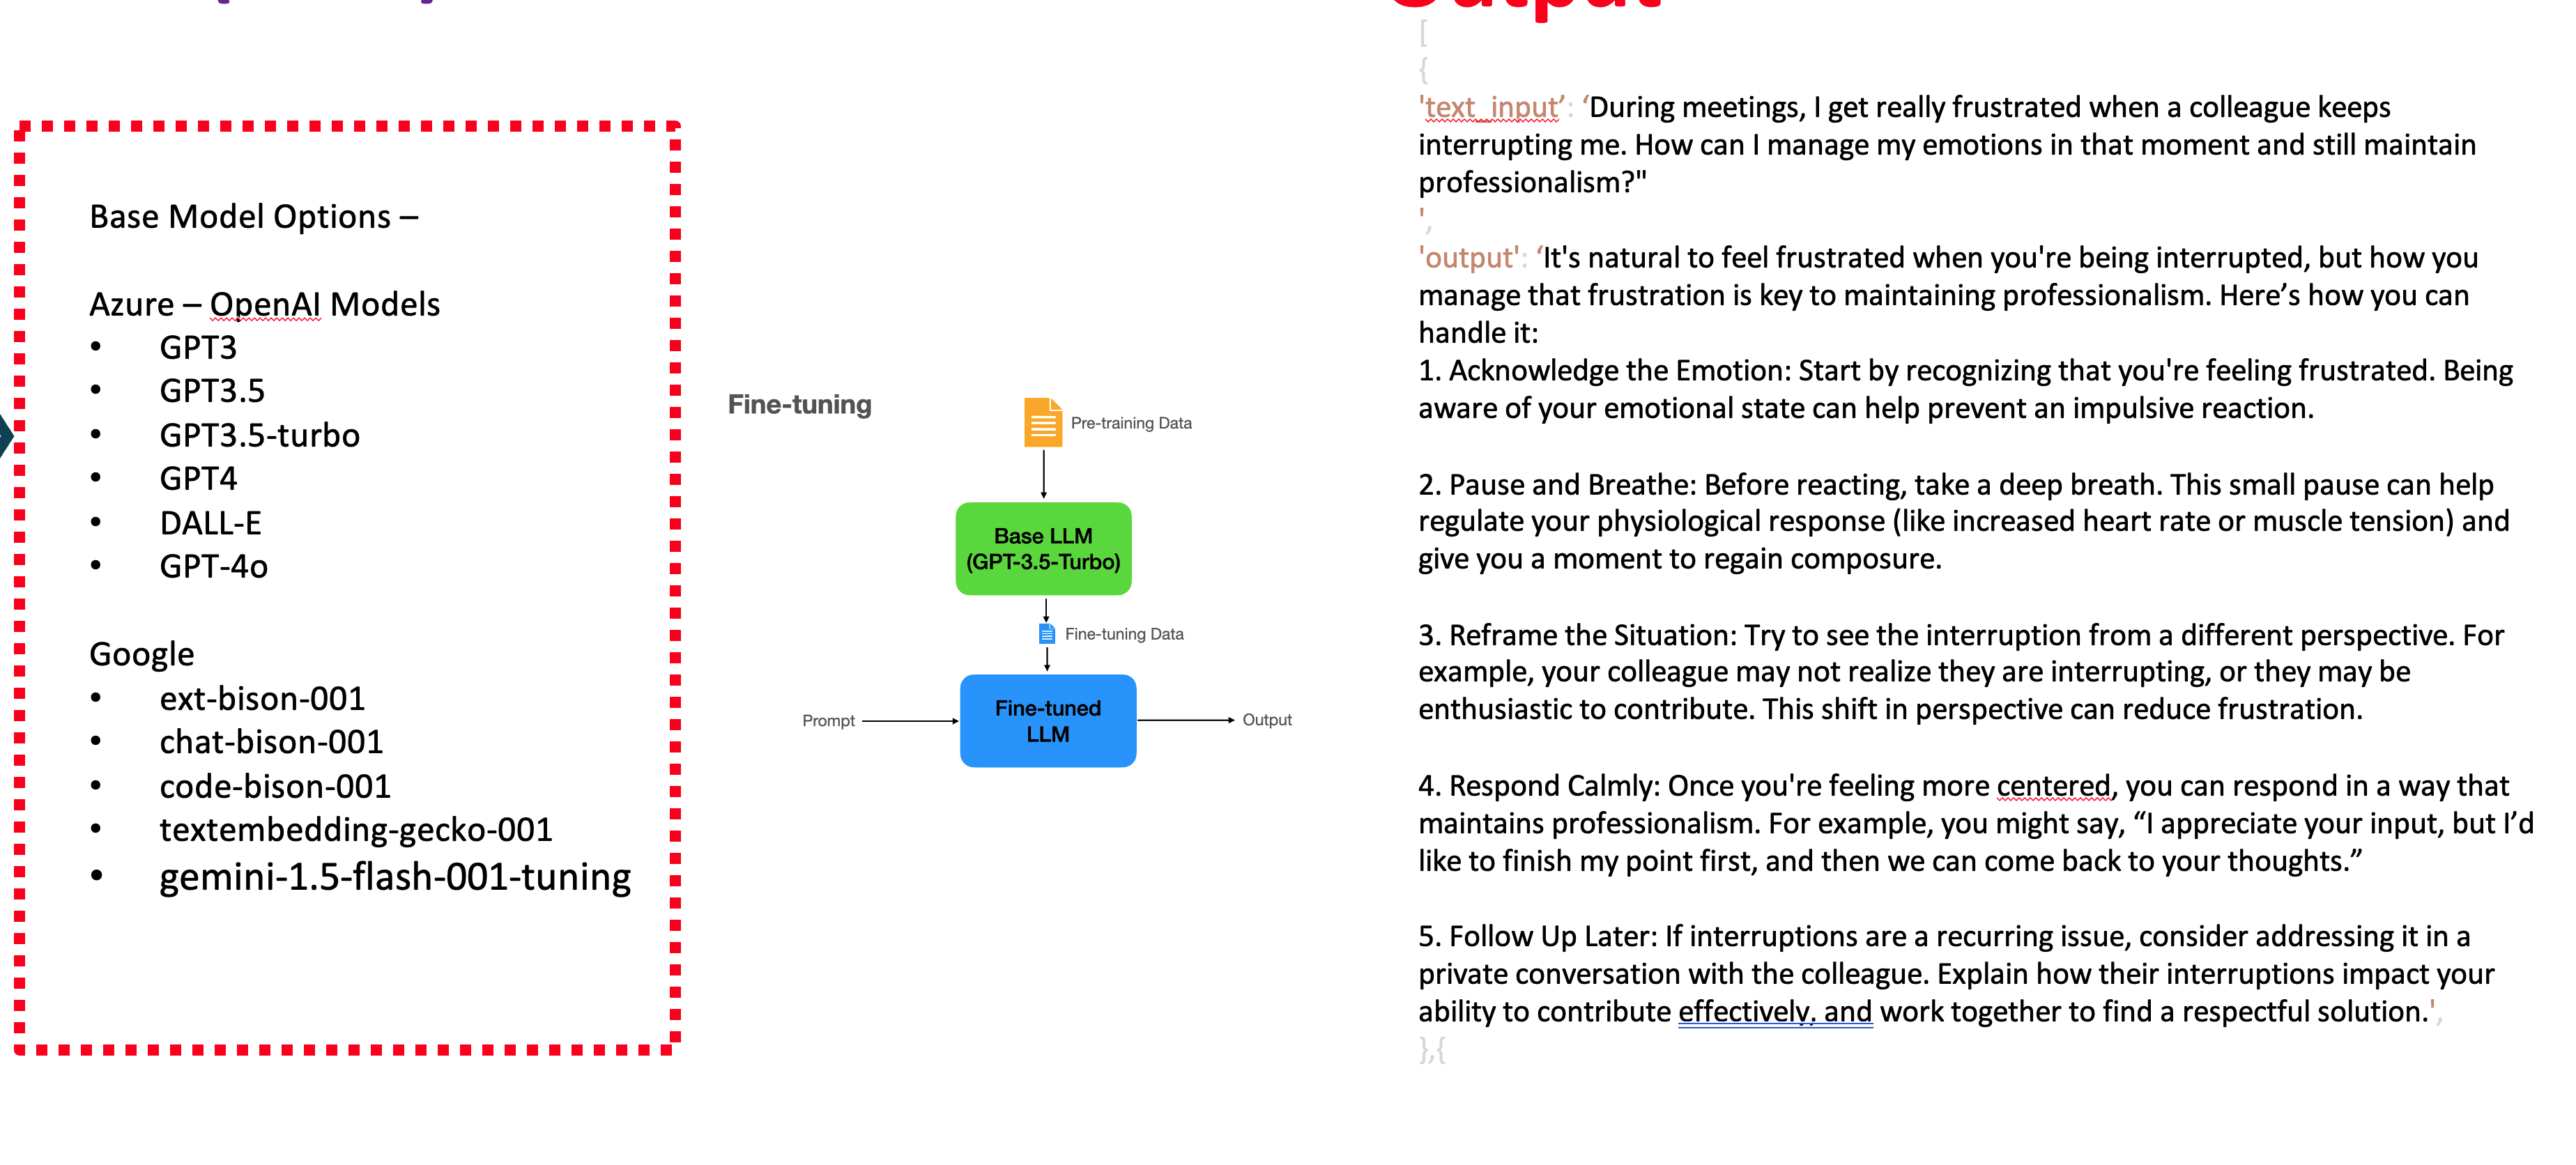 Output
Base Model Options –
Azure – OpenAI Models
• GPT3
• GPT3.5
• GPT3.5-turbo
• GPT4
• DALL-E
• GPT-4o
Google
• ext-bison-001
• chat-bison-001
• code-bison-001
• textembedding-gecko-001
• gemini-1.5-flash-001-tuning
Fine-tuning
Pre-training Data
Base LLM
(GPT-3.5-Turbo)
Fine-tuning Data
Prompt
Fine-tuned
LLM
Output
[
{
'text_input’: ‘During meetings, I get really frustrated when a colleague keeps
interrupting me. How can I manage my emotions in that moment and still maintain
professionalism?"
',
'output': ‘It's natural to feel frustrated when you're being interrupted, but how you
manage that frustration is key to maintaining professionalism. Here’s how you can
handle it:
1. Acknowledge the Emotion: Start by recognizing that you're feeling frustrated. Being
aware of your emotional state can help prevent an impulsive reaction.
2. Pause and Breathe: Before reacting, take a deep breath. This small pause can help
regulate your physiological response (like increased heart rate or muscle tension) and
give you a moment to regain composure.
3. Reframe the Situation: Try to see the interruption from a different perspective. For
example, your colleague may not realize they are interrupting, or they may be
enthusiastic to contribute. This shift in perspective can reduce frustration.
4. Respond Calmly: Once you're feeling more centered, you can respond in a way that
maintains professionalism. For example, you might say, “I appreciate your input, but I’d
like to finish my point first, and then we can come back to your thoughts.”
5. Follow Up Later: If interruptions are a recurring issue, consider addressing it in a
private conversation with the colleague. Explain how their interruptions impact your
ability to contribute effectively, and work together to find a respectful solution.',
},{